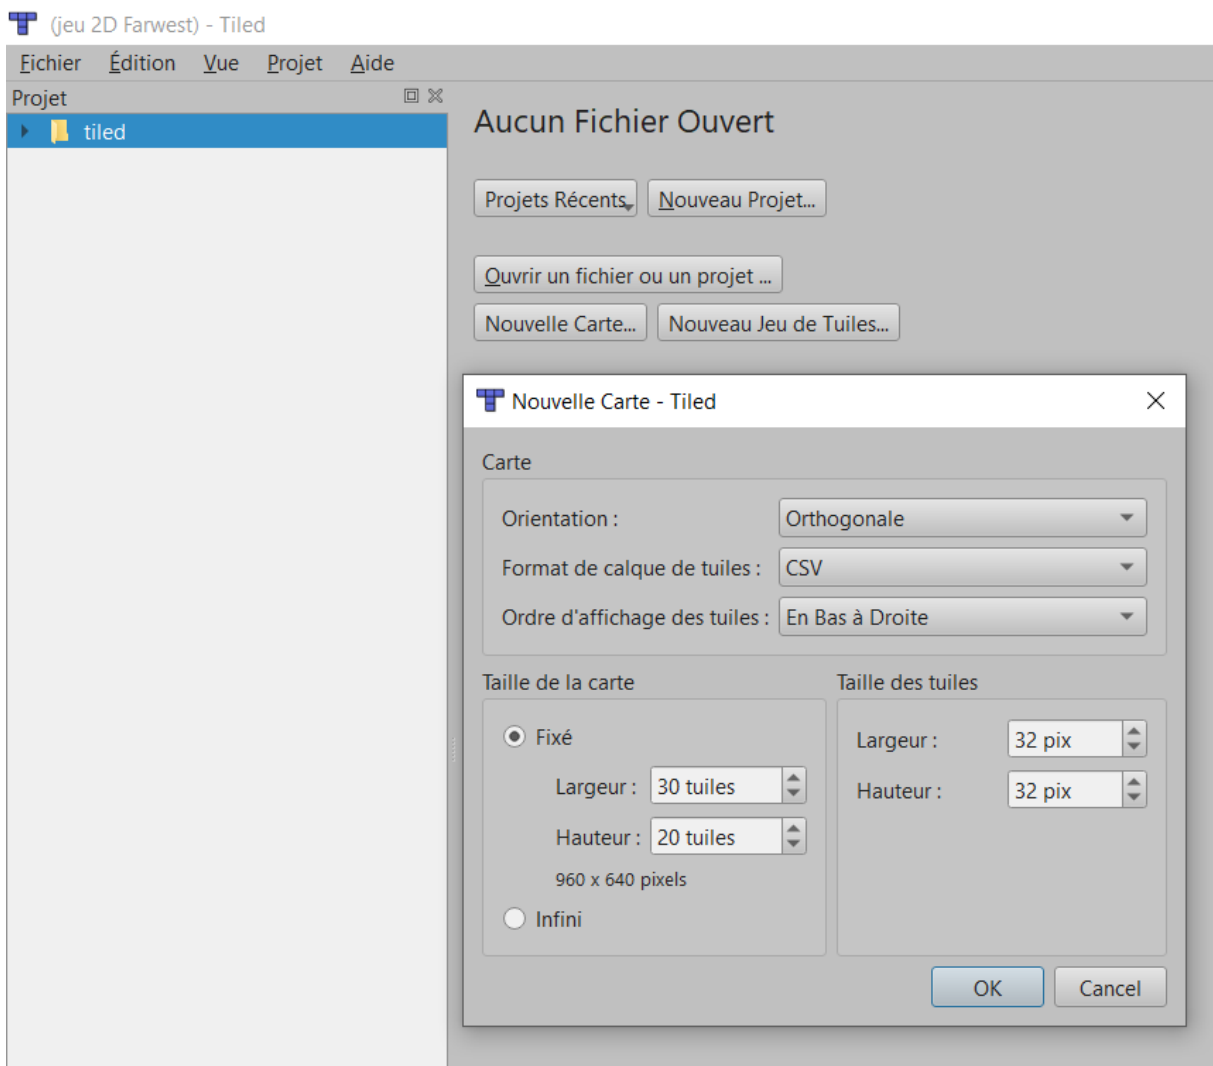 (jeu 2D Farwest) - Tiled
Fichier Édition Vue Projet Aide
Projet
tiled
Aucun Fichier Ouvert
Projets Récents Nouveau Projet...
Ouvrir un fichier ou un projet ...
Nouvelle Carte... Nouveau Jeu de Tuiles...
Nouvelle Carte - Tiled
Carte
Orientation : Orthogonale
Format de calque de tuiles : CSV
Ordre d'affichage des tuiles : En Bas à Droite
Taille de la carte Taille des tuiles
Fixé
Largeur : 32 pix
Largeur : 30 tuiles
Hauteur : 32 pix
Hauteur : 20 tuiles
960 x 640 pixels
Infini
OK Cancel